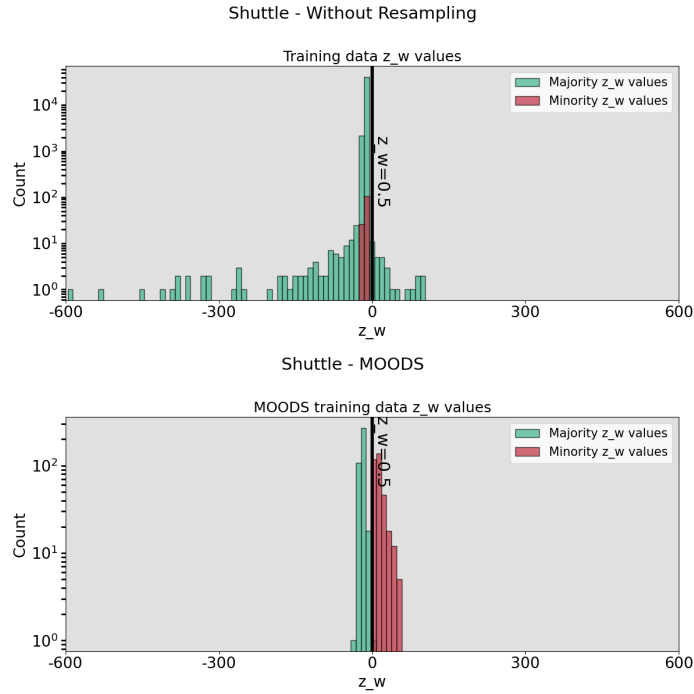 Shuttle - Without Resampling
Training data z_w values
Majority z_w values
Minority z_w values
z_w=0.5
Count
10⁴
10³
10²
10¹
10⁰
-600
-300
0
300
600
z_w
Shuttle - MOODS
MOODS training data z_w values
Majority z_w values
Minority z_w values
z_w=0.5
Count
10²
10¹
10⁰
-600
-300
0
300
600
z_w